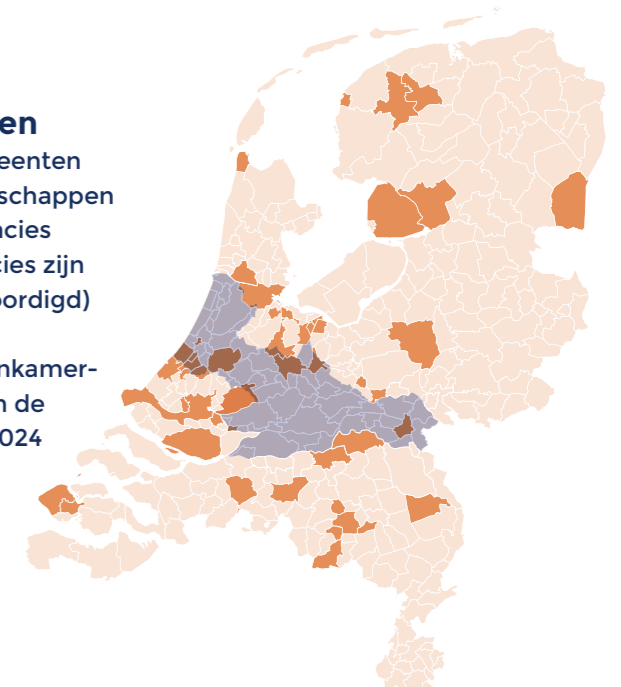 en
eenten
schappen
acies
cies zijn
oordigd)
nkamer-
n de
024